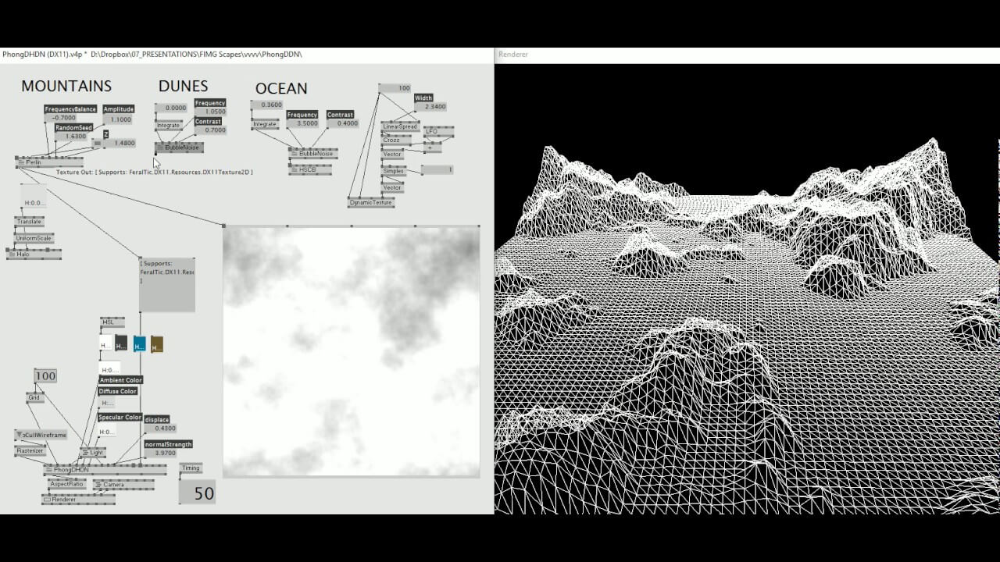 PhongDHDN (DX11).v4p * D:\Dropbox\07_PRESENTATIONS\FIMG Scapes\vvvv\PhongDDN\
Renderer
MOUNTAINS
DUNES
OCEAN
FrequencyBalance
-0.7000
Amplitude
1.1000
RandomSeed
1.6300
Z
1.4800
Perlin
0.0000
Frequency
1.0500
Integrate
Contrast
0.7000
BubbleNoise
Texture Out: [ Supports: FeralTic.DX11.Resources.DX11Texture2D ]
0.3600
Integrate
Frequency
3.5000
Contrast
0.4000
BubbleNoise
HSCB
100
Width
2.3400
LinearSpread
LFO
Cross
+
Vector
Simplex
1
Vector
DynamicTexture
H:0.0...
Translate
UniformScale
Halo
[ Supports:
FeralTic.DX11.Res
]
HSL
H...
H...
H...
H...
H:0....
Ambient Color
Diffuse Color
H:...
Specular Color
H:0...
displace
0.4300
normalStrength
3.9700
100
Grid
oCullWireframe
Rasterizer
Light
PhongDHDN
AspectRatio
Camera
Renderer
Timing
50